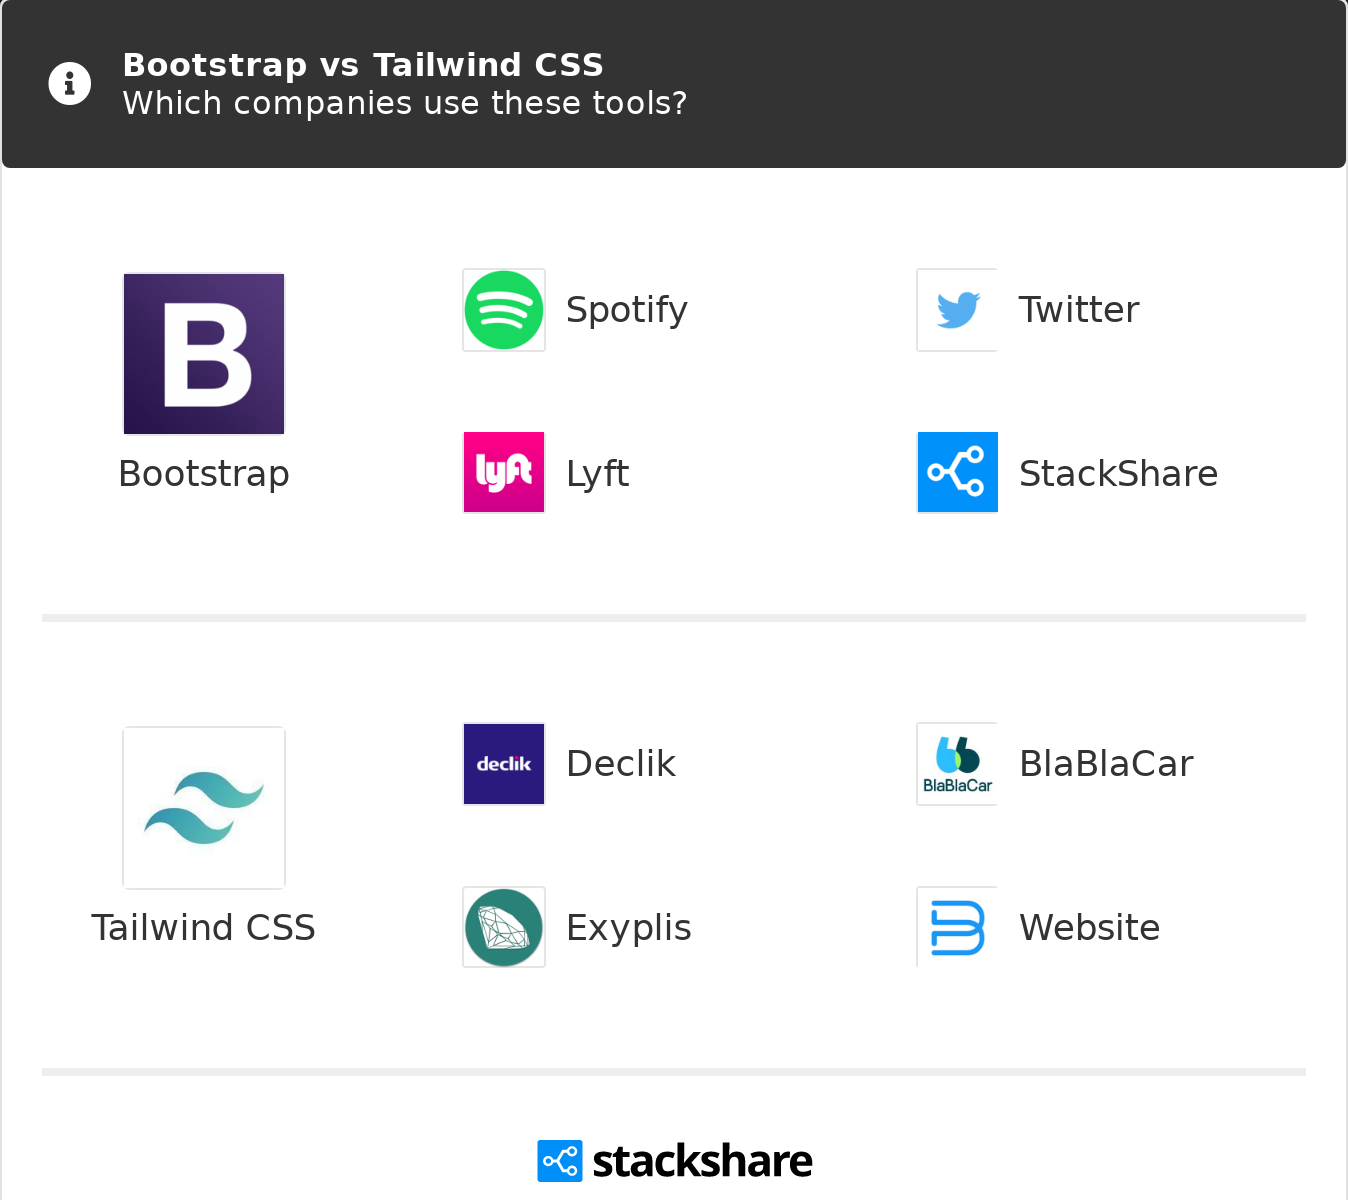 Bootstrap vs Tailwind CSS
Which companies use these tools?
B
Bootstrap
Spotify
Twitter
lyft
Lyft
StackShare
Tailwind CSS
declik
Declik
BlaBlaCar
BlaBlaCar
Exyplis
Website
stackshare